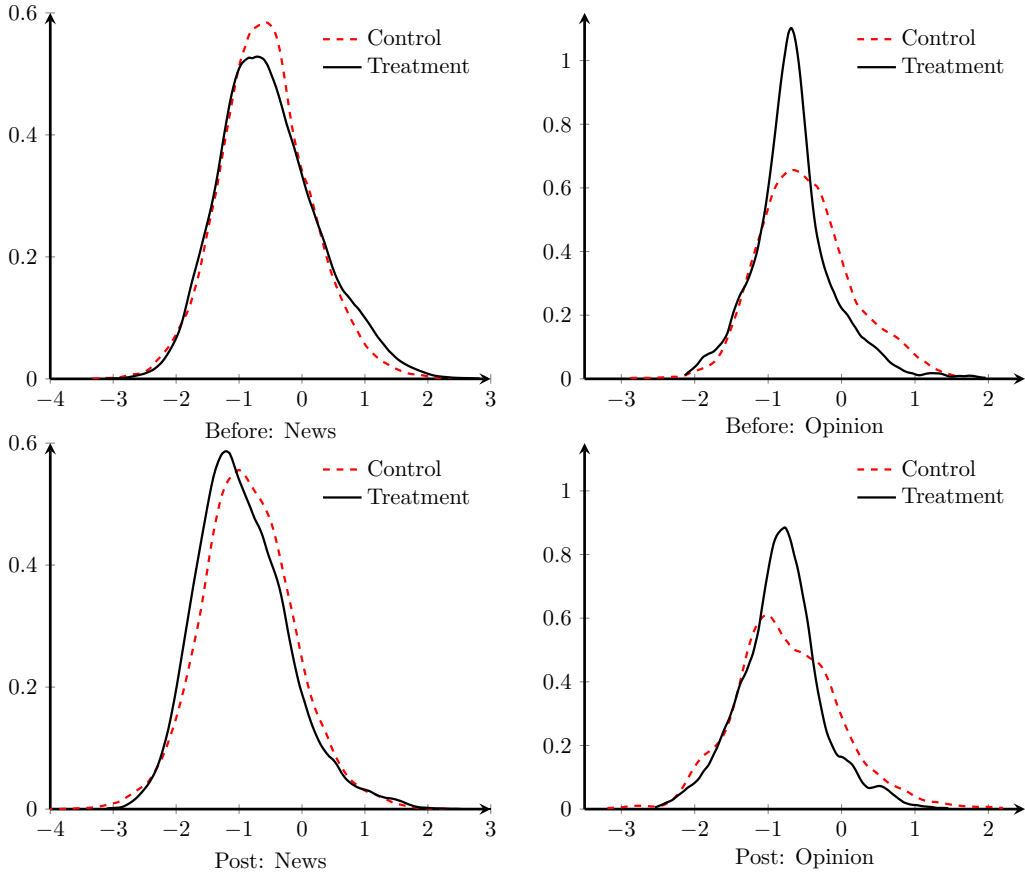 0.6
0.4
0.2
0
−4 −3 −2 −1 0 1 2 3
Control
Treatment
Before: News
1
0.8
0.6
0.4
0.2
0
−3 −2 −1 0 1 2
Control
Treatment
Before: Opinion
0.6
0.4
0.2
0
−4 −3 −2 −1 0 1 2 3
Control
Treatment
Post: News
1
0.8
0.6
0.4
0.2
0
−3 −2 −1 0 1 2
Control
Treatment
Post: Opinion